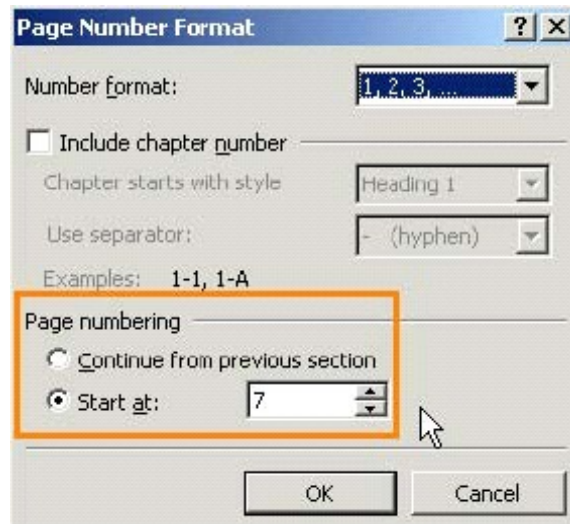 Page Number Format ? X
Number format: 1, 2, 3, ...
Include chapter number
Chapter starts with style Heading 1
Use separator: - (hyphen)
Examples: 1-1, 1-A
Page numbering
Continue from previous section
Start at: 7
OK Cancel